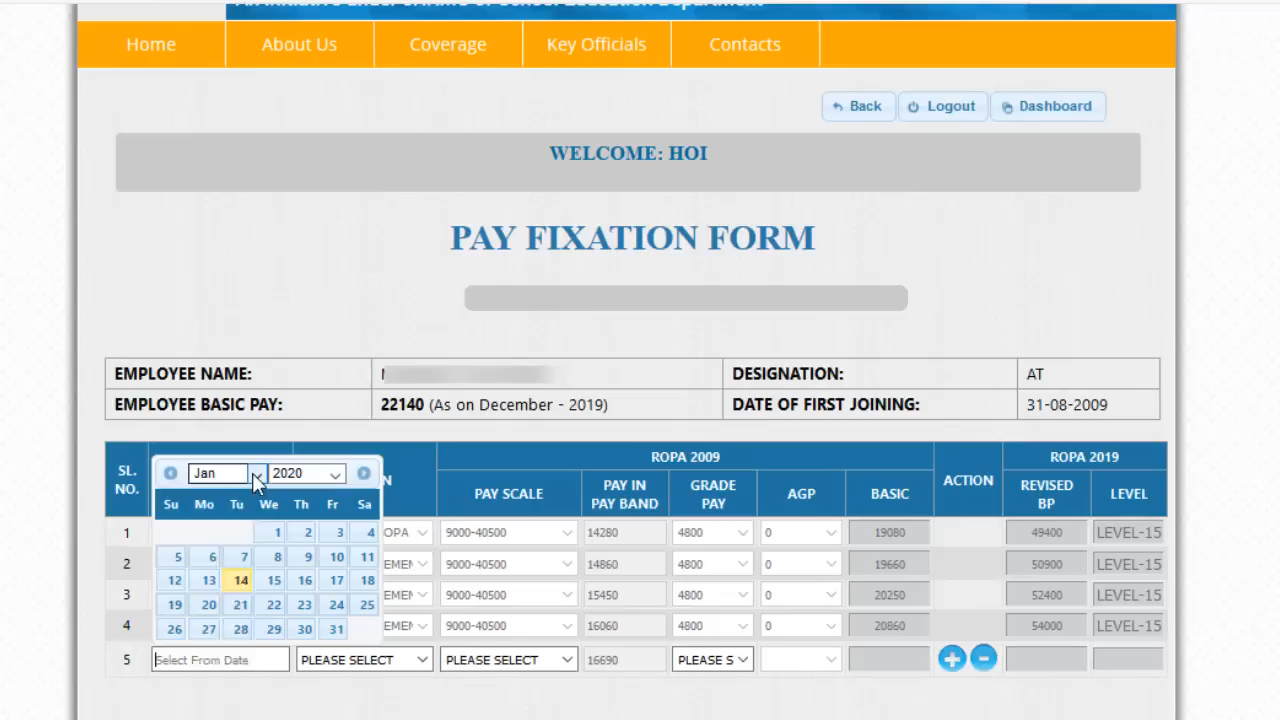 Home About Us Coverage Key Officials Contacts
Back Logout Dashboard
WELCOME: HOI
PAY FIXATION FORM
EMPLOYEE NAME: DESIGNATION: AT
EMPLOYEE BASIC PAY: 22140 (As on December - 2019) DATE OF FIRST JOINING: 31-08-2009
ROPA 2009 ROPA 2019
SL. NO. N PAY SCALE PAY IN PAY BAND GRADE PAY AGP BASIC ACTION REVISED BP LEVEL
Jan 2020
Su Mo Tu We Th Fr Sa
1 2 3 4
5 6 7 8 9 10 11
12 13 14 15 16 17 18
19 20 21 22 23 24 25
26 27 28 29 30 31
1 OPA 9000-40500 14280 4800 0 19080 49400 LEVEL-15
2 EMEN 9000-40500 14860 4800 0 19660 50900 LEVEL-15
3 EMEN 9000-40500 15450 4800 0 20250 52400 LEVEL-15
4 EMEN 9000-40500 16060 4800 0 20860 54000 LEVEL-15
5 Select From Date PLEASE SELECT PLEASE SELECT 16690 PLEASE S